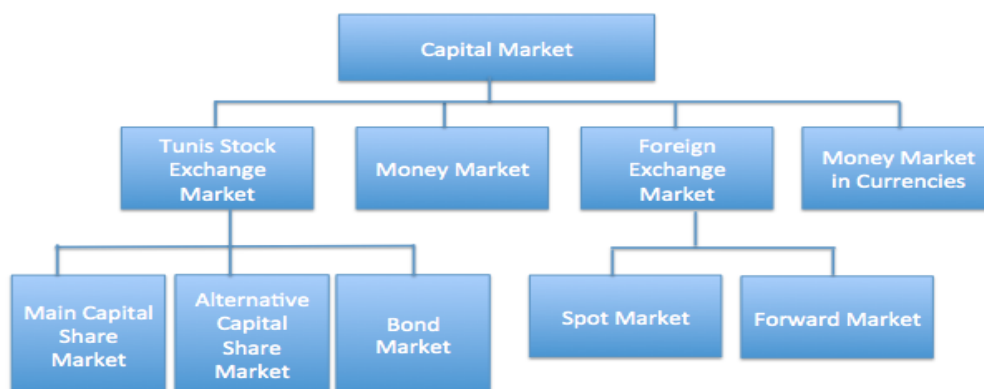 Capital Market
Tunis Stock
Exchange
Market
Money Market
Foreign
Exchange
Market
Money Market
in Currencies
Main Capital
Share
Market
Alternative
Capital
Share
Market
Bond
Market
Spot Market
Forward Market